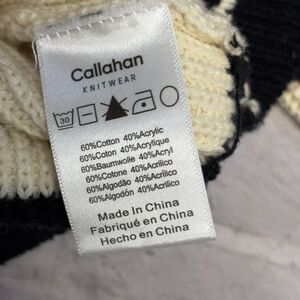 Callahan
KNITWEAR
30
60%Cotton 40%Acrylic
60%Coton 40%Acrylique
60%Baumwolle 40%Acryl
60%Cotone 40%Acrilico
60%Algodão 40%Acrílico
60%Algodón 40%Acrílico
Made In China
Fabriqué en China
Hecho en China